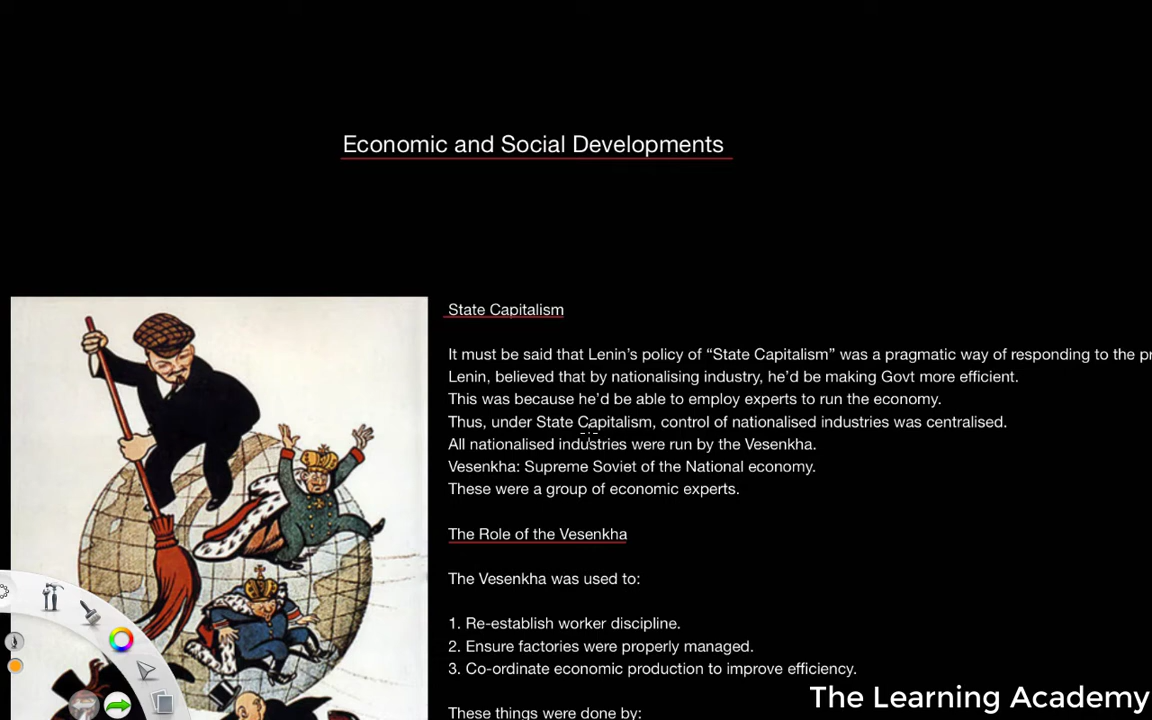 Economic and Social Developments
State Capitalism
It must be said that Lenin's policy of “State Capitalism” was a pragmatic way of responding to the
Lenin, believed that by nationalising industry, he'd be making Govt more efficient.
This was because he'd be able to employ experts to run the economy.
Thus, under State Capitalism, control of nationalised industries was centralised.
All nationalised industries were run by the Vesenkha.
Vesenkha: Supreme Soviet of the National economy.
These were a group of economic experts.
The Role of the Vesenkha
The Vesenkha was used to:
1. Re-establish worker discipline.
2. Ensure factories were properly managed.
3. Co-ordinate economic production to improve efficiency.
These things were done by:
The Learning Academy